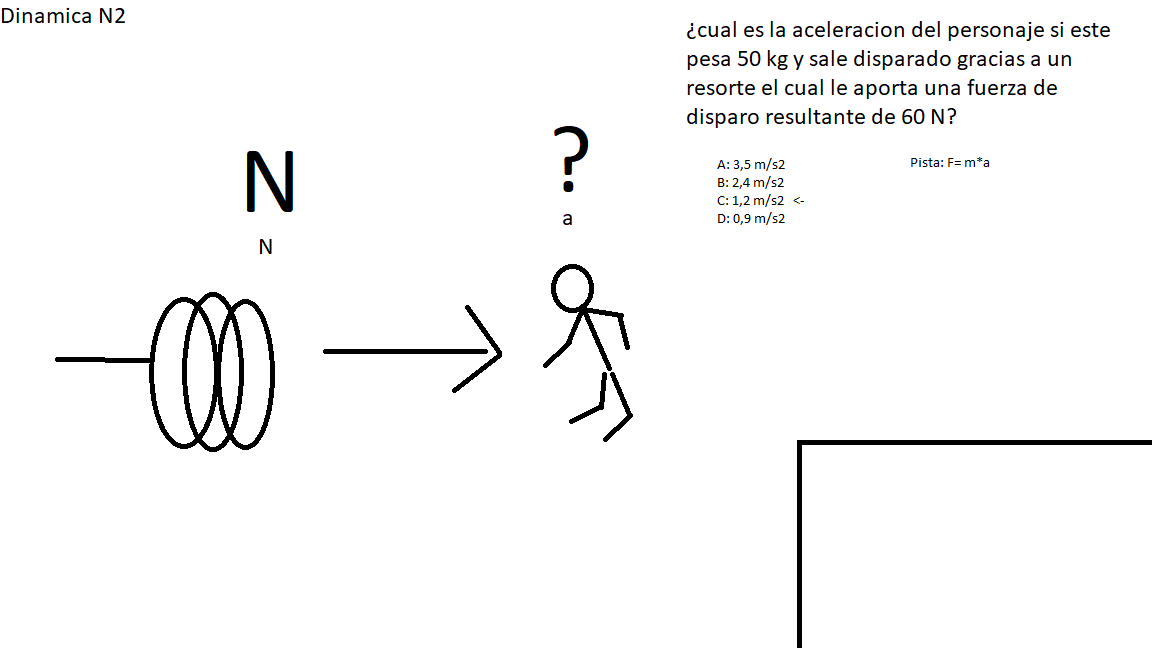 Dinamica N2
¿cual es la aceleracion del personaje si este
pesa 50 kg y sale disparado gracias a un
resorte el cual le aporta una fuerza de
disparo resultante de 60 N?
A: 3,5 m/s2
B: 2,4 m/s2
C: 1,2 m/s2 <-
D: 0,9 m/s2
Pista: F= m*a
N
N
?
a